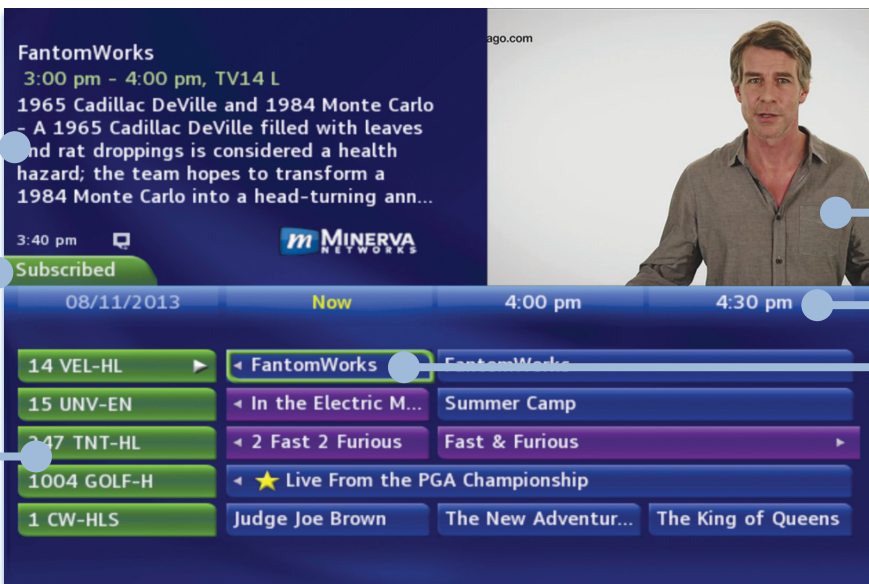 FantomWorks
3:00 pm - 4:00 pm, TV14 L
1965 Cadillac DeVille and 1984 Monte Carlo
- A 1965 Cadillac DeVille filled with leaves
and rat droppings is considered a health
hazard; the team hopes to transform a
1984 Monte Carlo into a head-turning ann...
3:40 pm
m MINERVA
NETWORKS
ago.com
Subscribed
08/11/2013 Now 4:00 pm 4:30 pm
14 VEL-HL FantomWorks FantomWorks
15 UNV-EN In the Electric M... Summer Camp
47 TNT-HL 2 Fast 2 Furious Fast & Furious
1004 GOLF-H Live From the PGA Championship
1 CW-HLS Judge Joe Brown The New Adventur... The King of Queens